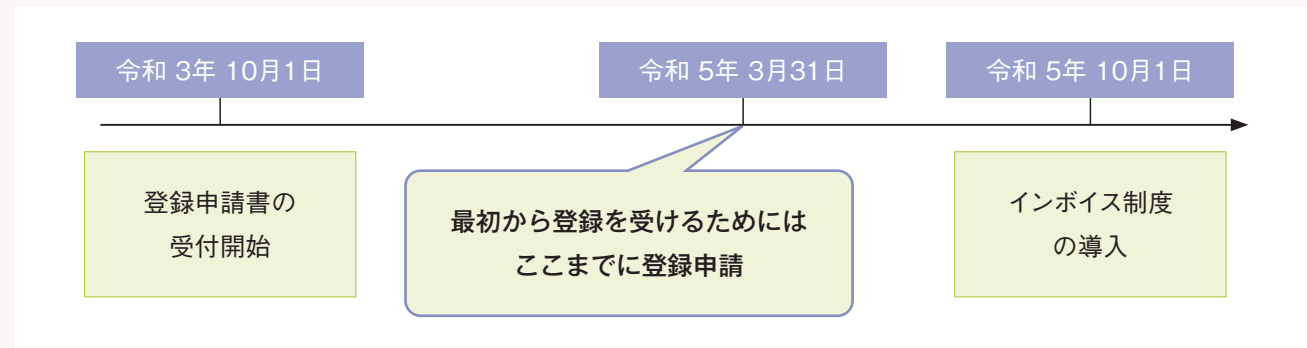 令和 3年 10月1日
令和 5年 3月31日
令和 5年 10月1日
登録申請書の
受付開始
最初から登録を受けるためには
ここまでに登録申請
インボイス制度
の導入